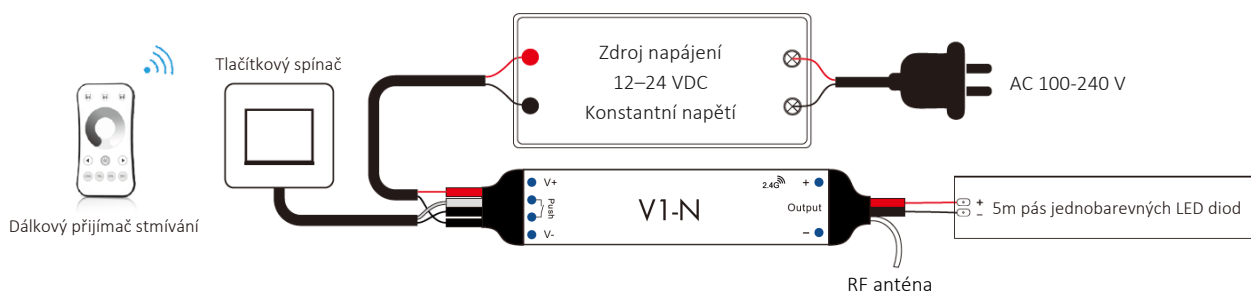 Tlačítkový spínač
Dálkový přijímač stmívání
Zdroj napájení
12–24 VDC
Konstantní napětí
AC 100-240 V
V+
Push
V-
V1-N
2.4G
+
Output
–
+
–
5m pás jednobarevných LED diod
RF anténa